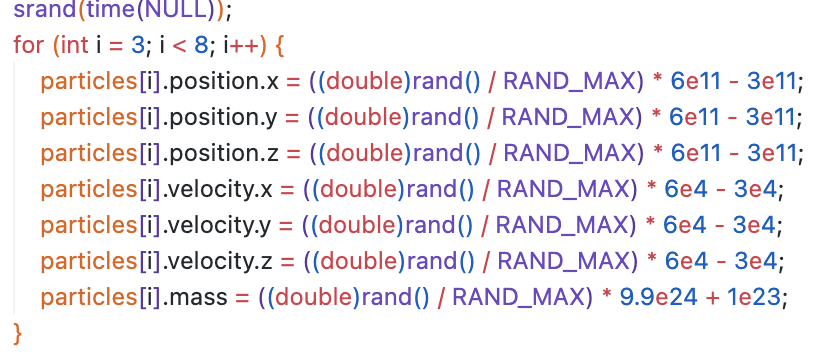 srand(time(NULL));
for (int i = 3; i < 8; i++) {
particles[i].position.x = ((double)rand() / RAND_MAX) * 6e11 - 3e11;
particles[i].position.y = ((double)rand() / RAND_MAX) * 6e11 - 3e11;
particles[i].position.z = ((double)rand() / RAND_MAX) * 6e11 - 3e11;
particles[i].velocity.x = ((double)rand() / RAND_MAX) * 6e4 - 3e4;
particles[i].velocity.y = ((double)rand() / RAND_MAX) * 6e4 - 3e4;
particles[i].velocity.z = ((double)rand() / RAND_MAX) * 6e4 - 3e4;
particles[i].mass = ((double)rand() / RAND_MAX) * 9.9e24 + 1e23;
}